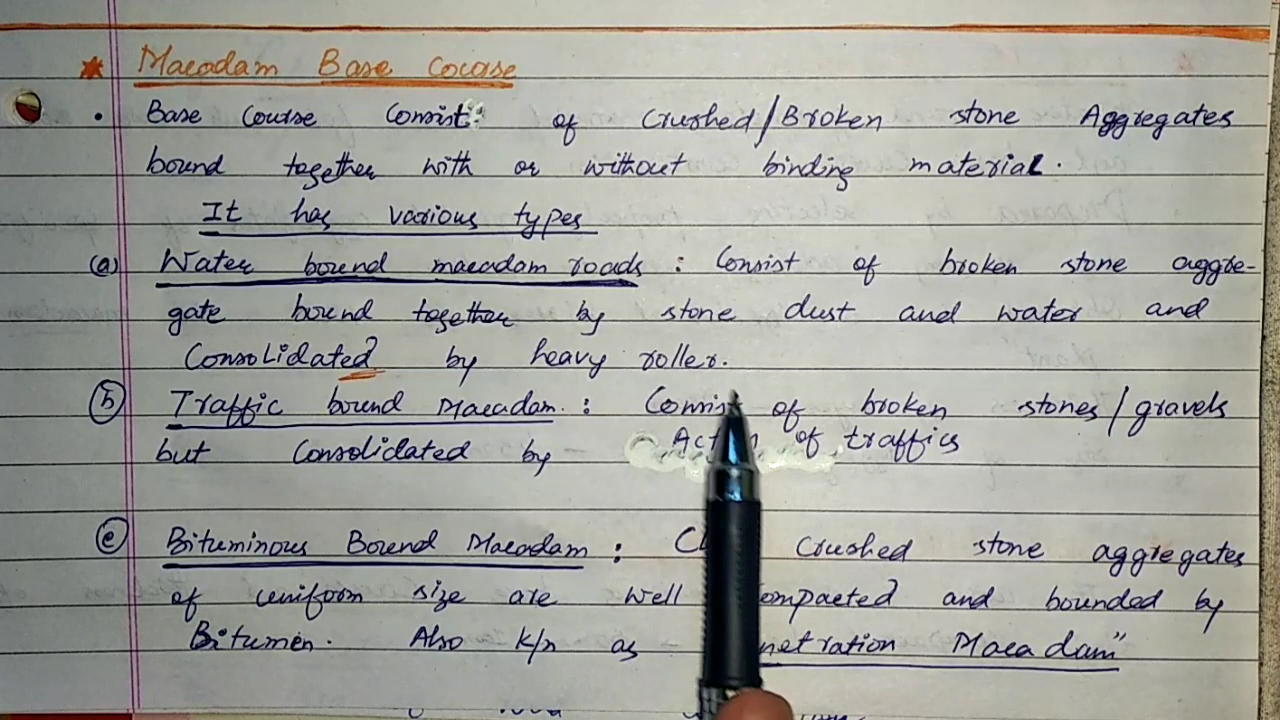 ★ Macadam Base Course
• Base Course Consist of Crushed/Broken stone Aggregates
bound together with or without binding material.
It has various types
(a) Water bound macadam roads : Consist of broken stone aggre-
gate bound together by stone dust and water and
Consolidated by heavy roller.
(b) Traffic bound Macadam. : Consist of broken stones/gravels
but Consolidated by of traffics
(c) Bituminous Bound Macadam : crushed stone aggregates
of uniform size are well and bounded by
Bitumen. Also k/n as Macadam"